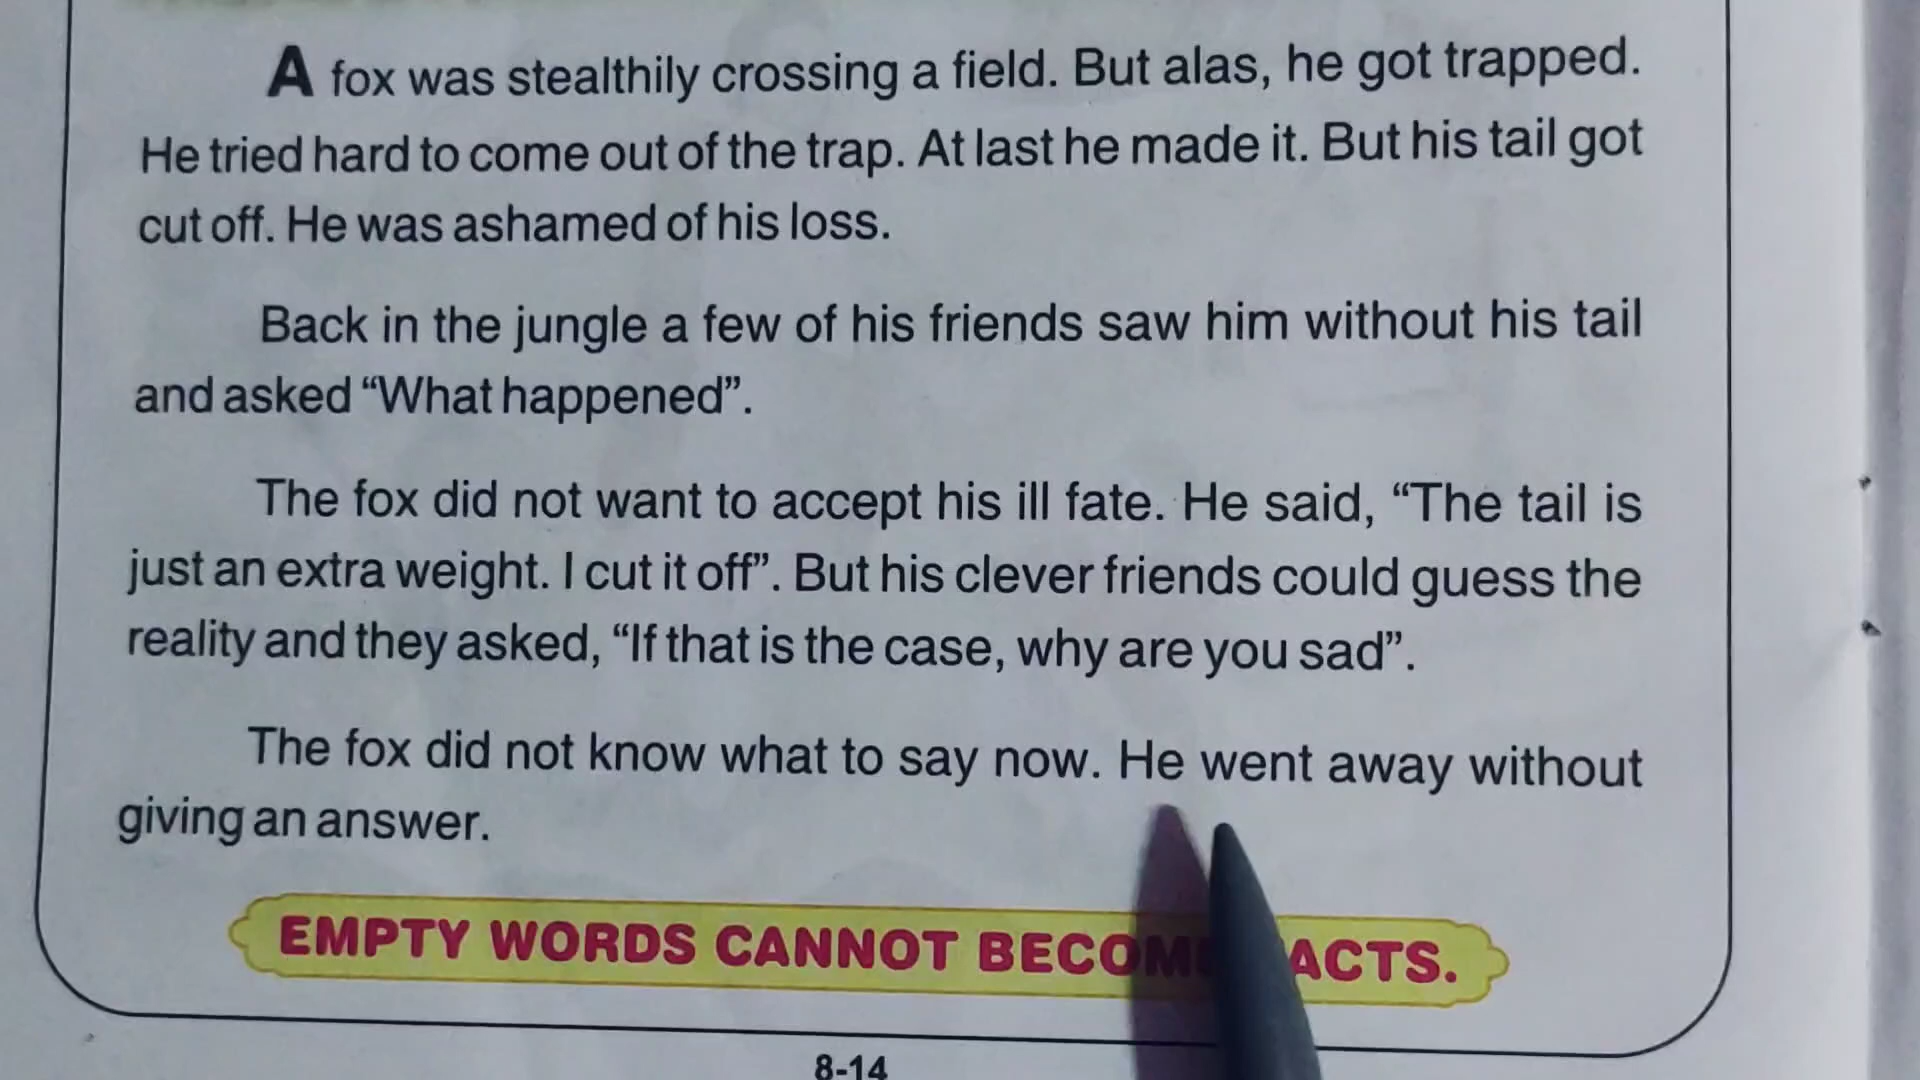 A fox was stealthily crossing a field. But alas, he got trapped.
He tried hard to come out of the trap. At last he made it. But his tail got
cut off. He was ashamed of his loss.
Back in the jungle a few of his friends saw him without his tail
and asked “What happened”.
The fox did not want to accept his ill fate. He said, “The tail is
just an extra weight. I cut it off”. But his clever friends could guess the
reality and they asked, “If that is the case, why are you sad”.
The fox did not know what to say now. He went away without
giving an answer.
EMPTY WORDS CANNOT
8-14